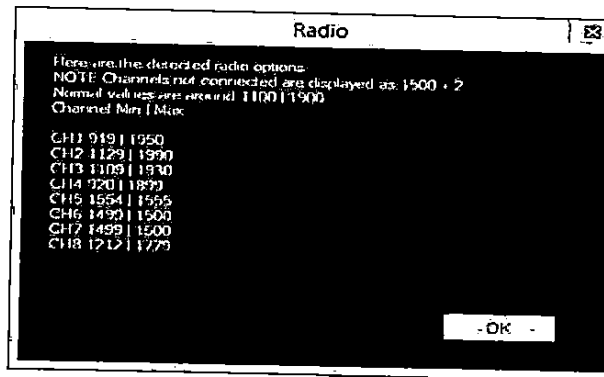 Radio
Here are the detected radio options
NOTE Channels not connected are displayed as 1500 + 2
Normal values are around 1100 | 1900
Channel Min | Max
CH1 919 | 1950
CH2 1129 | 1990
CH3 1109 | 1930
CH4 920 | 1899
CH5 1554 | 1555
CH6 1499 | 1500
CH7 1499 | 1500
CH8 1212 | 1779
OK